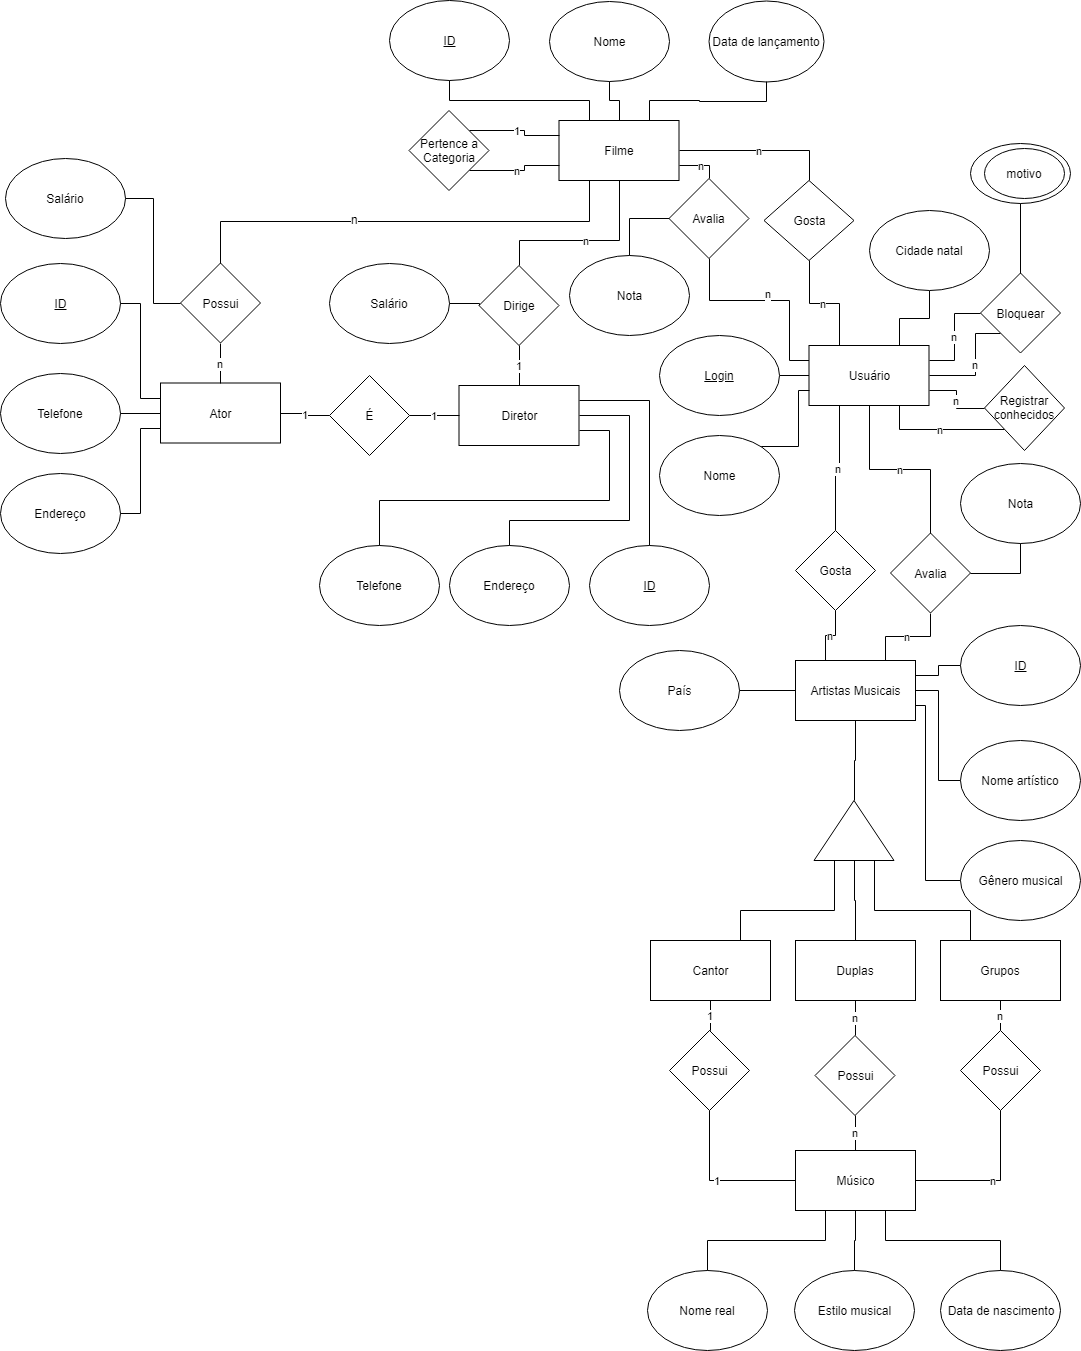 ID
Nome
Data de lançamento
Pertence a
Categoria
1
n
Filme
n
n
motivo
Salário
n
Avalia
Gosta
Cidade natal
n
ID
Possui
Salário
Dirige
Nota
n
n
Bloquear
n
n
1
Login
Usuário
n
n
Registrar
conhecidos
n
Telefone
Ator
1
É
1
Diretor
Nome
n
n
Nota
Endereço
Telefone
Endereço
ID
Gosta
Avalia
n
n
ID
País
Artistas Musicais
Nome artístico
Gênero musical
Cantor
Duplas
Grupos
1
n
n
Possui
Possui
Possui
n
1
Músico
n
Nome real
Estilo musical
Data de nascimento